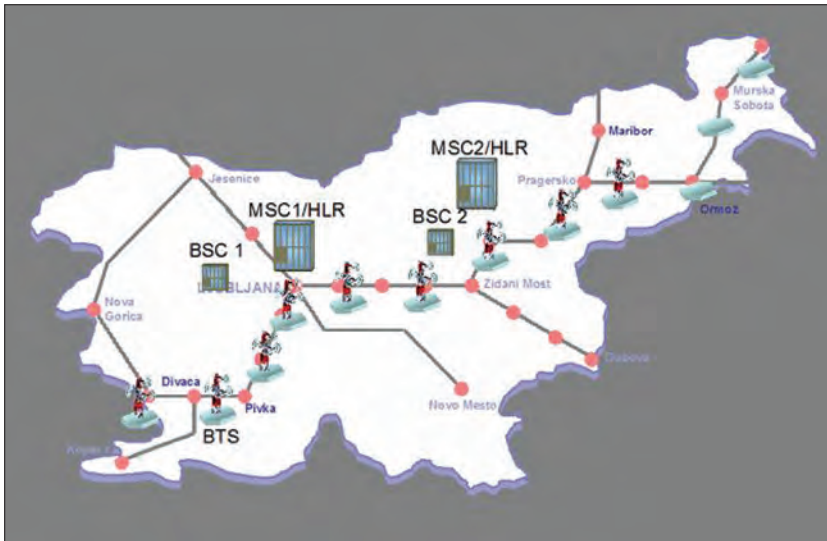 Murska
Sobota
Maribor
MSC2/HLR
Pragersko
Jesenice
Ormož
MSC1/HLR
BSC 2
BSC 1
LJUBLJANA
Zidani Most
Nova
Gorica
Dobova
Divaca
Pivka
Novo Mesto
BTS